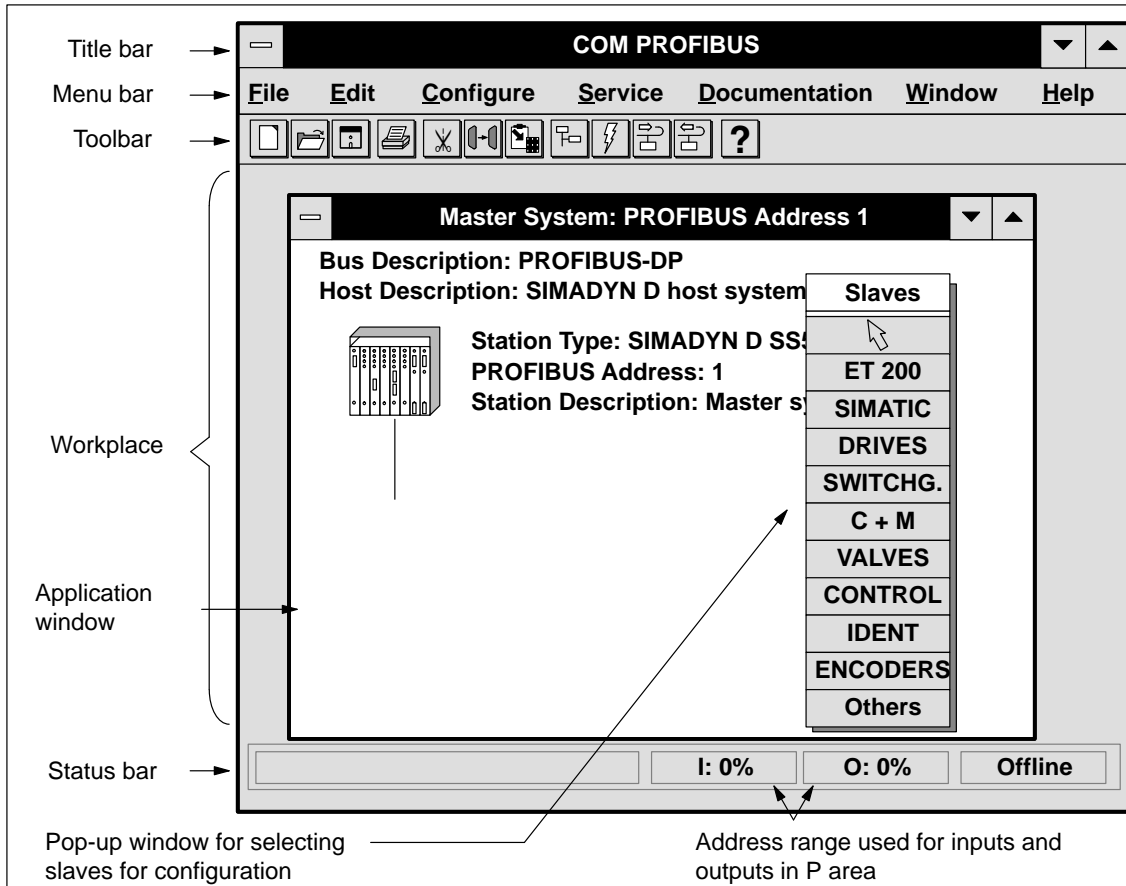 Title bar
COM PROFIBUS
Menu bar
File Edit Configure Service Documentation Window Help
Toolbar
?
Master System: PROFIBUS Address 1
Bus Description: PROFIBUS-DP
Host Description: SIMADYN D host system
Station Type: SIMADYN D
PROFIBUS Address: 1
Station Description: Master
Slaves
ET 200
SIMATIC
DRIVES
SWITCHG.
C + M
VALVES
CONTROL
IDENT
ENCODERS
Others
Workplace
Application
window
Status bar
I: 0% O: 0% Offline
Pop-up window for selecting
slaves for configuration
Address range used for inputs and
outputs in P area